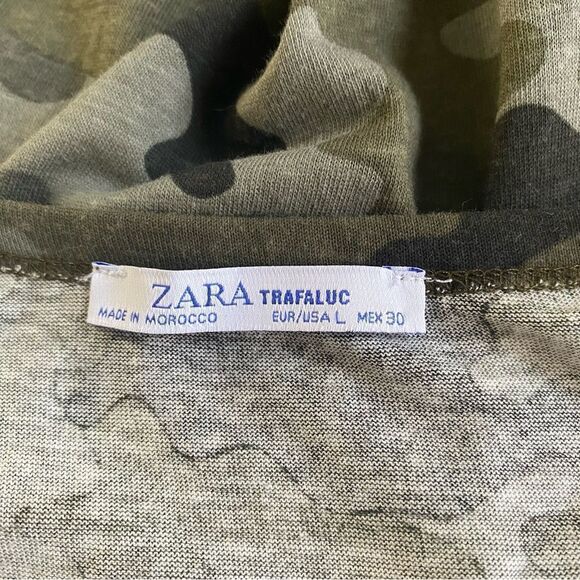 ZARA TRAFALUC
MADE IN MOROCCO EUR/USA L MEX 30